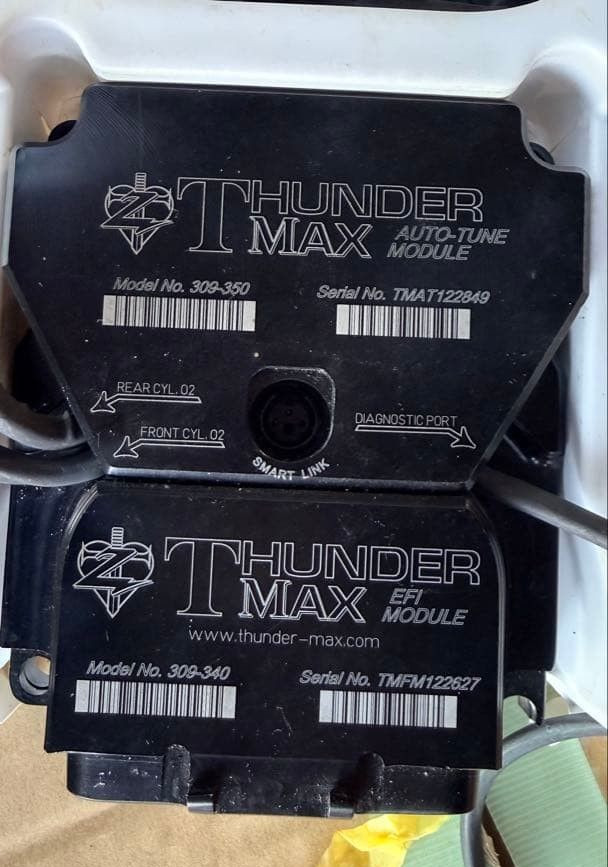 THUNDER
MAX AUTO-TUNE
MODULE
Model No. 309-350 Serial No. TMAT122849
REAR CYL. O2
FRONT CYL. O2
DIAGNOSTIC PORT
SMART LINK
THUNDER
MAX EFI
MODULE
www.thunder-max.com
Model No. 309-340 Serial No. TMFM122627